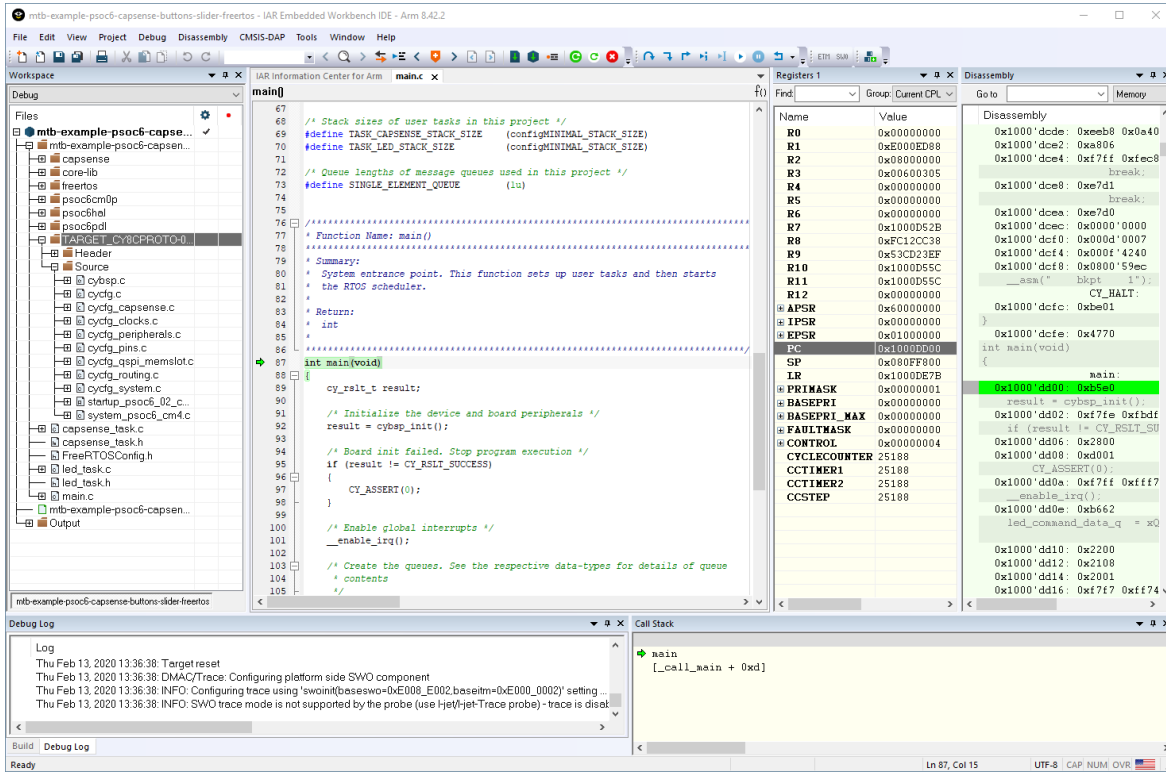 mtb-example-psoc6-capsense-buttons-slider-freertos - IAR Embedded Workbench IDE - Arm 8.42.2
File Edit View Project Debug Disassembly CMSIS-DAP Tools Window Help
ETM SWO
Workspace
Debug
Files
mtb-example-psoc6-capse...
mtb-example-psoc6-capsen...
capsense
core-lib
freertos
psoc6cm0p
psoc6hal
psoc6pdl
TARGET_CY8CPROTO-0...
Header
Source
cybsp.c
cycfg.c
cycfg_capsense.c
cycfg_clocks.c
cycfg_peripherals.c
cycfg_pins.c
cycfg_qspi_memslot.c
cycfg_routing.c
cycfg_system.c
startup_psoc6_02_c...
system_psoc6_cm4.c
capsense_task.c
capsense_task.h
FreeRTOSConfig.h
led_task.c
led_task.h
main.c
mtb-example-psoc6-capsen...
Output
mtb-example-psoc6-capsense-buttons-slider-freertos
IAR Information Center for Arm main.c x
main() f()
67
68 /* Stack sizes of user tasks in this project */
69 #define TASK_CAPSENSE_STACK_SIZE (configMINIMAL_STACK_SIZE)
70 #define TASK_LED_STACK_SIZE (configMINIMAL_STACK_SIZE)
71
72 /* Queue lengths of message queues used in this project */
73 #define SINGLE_ELEMENT_QUEUE (1u)
74
75
76 /*******************************************************************************
77 * Function Name: main()
78 ********************************************************************************
79 * Summary:
80 * System entrance point. This function sets up user tasks and then starts
81 * the RTOS scheduler.
82 *
83 * Return:
84 * int
85 *
86 *******************************************************************************/
87 int main(void)
88 {
89 cy_rslt_t result;
90
91 /* Initialize the device and board peripherals */
92 result = cybsp_init();
93
94 /* Board init failed. Stop program execution */
95 if (result != CY_RSLT_SUCCESS)
96 {
97 CY_ASSERT(0);
98 }
99
100 /* Enable global interrupts */
101 __enable_irq();
102
103 /* Create the queues. See the respective data-types for details of queue
104 * contents
105 */
Registers 1
Find: Group: Current CPU
Name Value
R0 0x00000000
R1 0xE000ED88
R2 0x08000000
R3 0x00600305
R4 0x00000000
R5 0x00000000
R6 0x00000000
R7 0x1000D52B
R8 0xFC12CC38
R9 0x53CD23EF
R10 0x1000D55C
R11 0x1000D55C
R12 0x00000000
APSR 0x60000000
IPSR 0x00000000
EPSR 0x01000000
PC 0x1000DD00
SP 0x080FF800
LR 0x1000DE7B
PRIMASK 0x00000001
BASEPRI 0x00000000
BASEPRI_MAX 0x00000000
FAULTMASK 0x00000000
CONTROL 0x00000004
CYCLECOUNTER 25188
CCTIMER1 25188
CCTIMER2 25188
CCSTEP 25188
Disassembly
Go to Memory
Disassembly
0x1000'dcde: 0xeeb8 0x0a40
0x1000'dce2: 0xa806
0x1000'dce4: 0xf7ff 0xfec8
break;
0x1000'dce8: 0xe7d1
break;
0x1000'dcea: 0xe7d0
0x1000'dcec: 0x0000'0000
0x1000'dcf0: 0x000d'0007
0x1000'dcf4: 0x000f'4240
0x1000'dcf8: 0x0800'59ec
__asm(" bkpt 1");
CY_HALT:
0x1000'dcfc: 0xbe01
}
0x1000'dcfe: 0x4770
int main(void)
{
main:
0x1000'dd00: 0xb5e0
result = cybsp_init();
0x1000'dd02: 0xf7fe 0xfbdf
if (result != CY_RSLT_SU
0x1000'dd06: 0x2800
0x1000'dd08: 0xd001
CY_ASSERT(0);
0x1000'dd0a: 0xf7ff 0xfff7
__enable_irq();
0x1000'dd0e: 0xb662
led_command_data_q = xQ
0x1000'dd10: 0x2200
0x1000'dd12: 0x2108
0x1000'dd14: 0x2001
0x1000'dd16: 0xf7f7 0xff74
Debug Log
Log
Thu Feb 13, 2020 13:36:38: Target reset
Thu Feb 13, 2020 13:36:38: DMAC/Trace: Configuring platform side SWO component
Thu Feb 13, 2020 13:36:38: INFO: Configuring trace using 'swoinit(baseswo=0xE008_E002,baseitm=0xE000_0002)' setting ...
Thu Feb 13, 2020 13:36:38: INFO: SWO trace mode is not supported by the probe (use I-jet/I-jet-Trace probe) - trace is disab
Build Debug Log
Call Stack
main
[_call_main + 0xd]
Ready Ln 87, Col 15 UTF-8 CAP NUM OVR